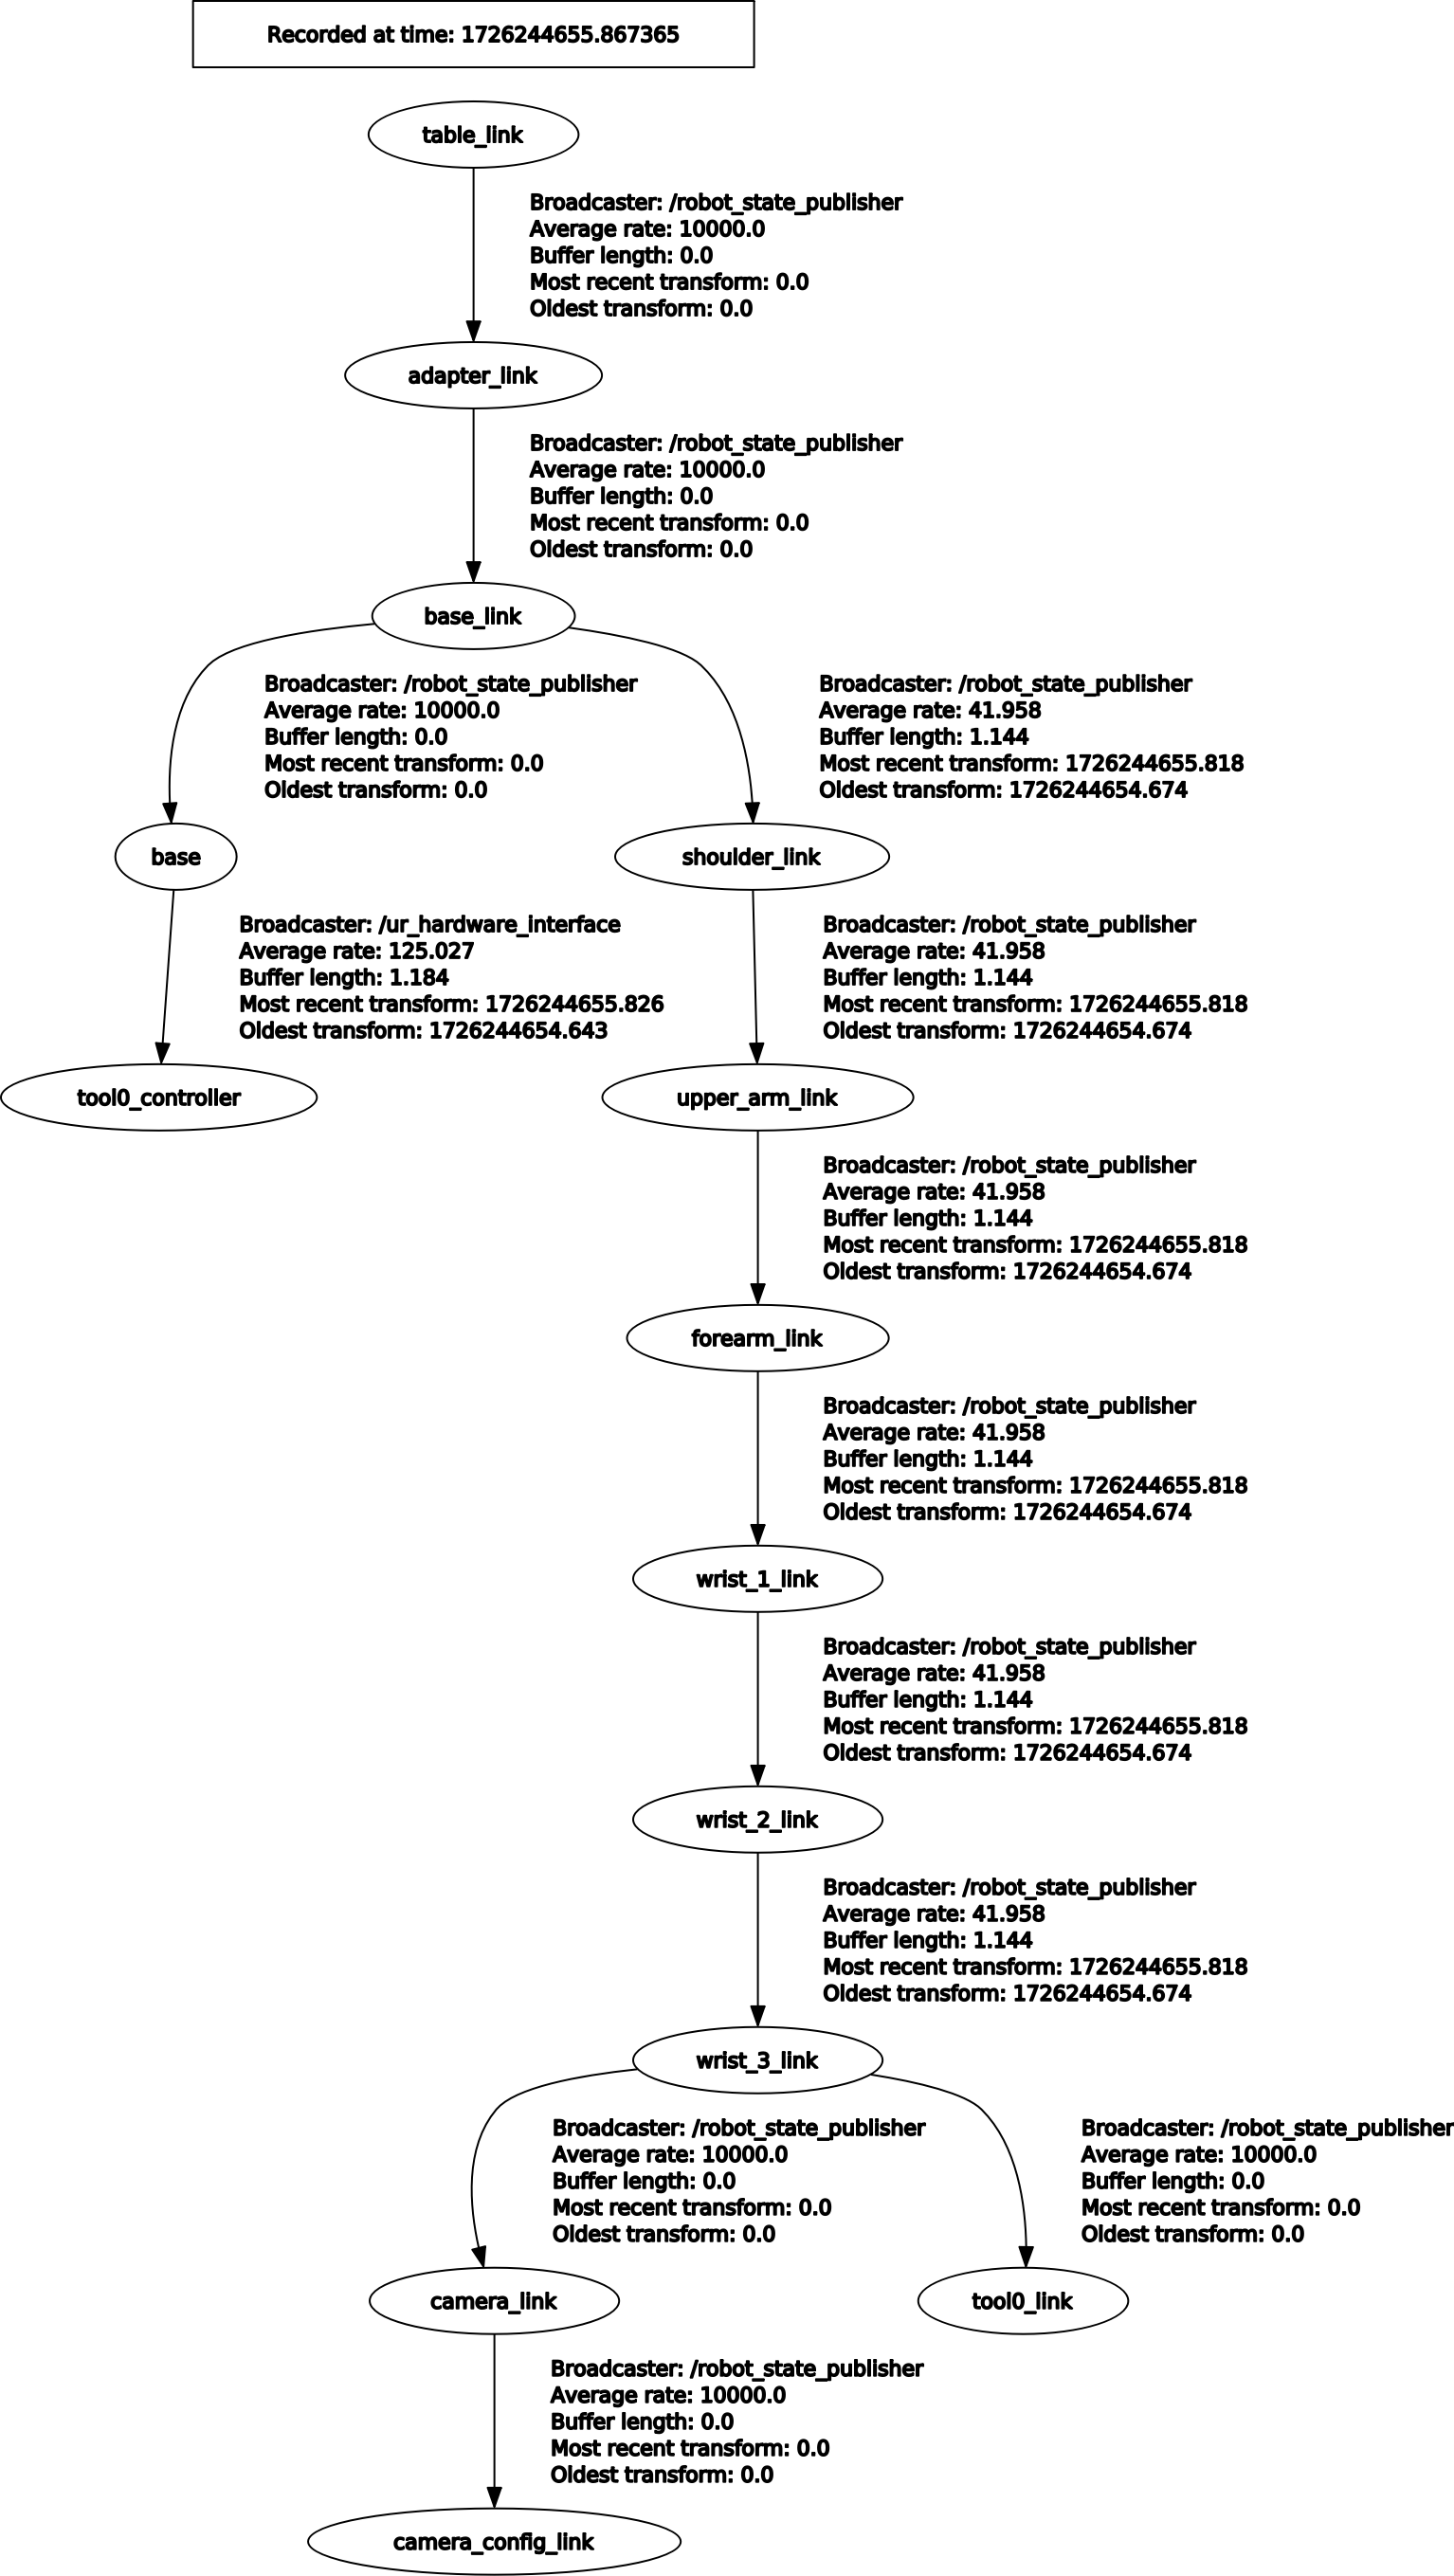 Recorded at time: 1726244655.867365
table_link
Broadcaster: /robot_state_publisher
Average rate: 10000.0
Buffer length: 0.0
Most recent transform: 0.0
Oldest transform: 0.0
adapter_link
Broadcaster: /robot_state_publisher
Average rate: 10000.0
Buffer length: 0.0
Most recent transform: 0.0
Oldest transform: 0.0
base_link
Broadcaster: /robot_state_publisher
Average rate: 10000.0
Buffer length: 0.0
Most recent transform: 0.0
Oldest transform: 0.0
Broadcaster: /robot_state_publisher
Average rate: 41.958
Buffer length: 1.144
Most recent transform: 1726244655.818
Oldest transform: 1726244654.674
base
shoulder_link
Broadcaster: /ur_hardware_interface
Average rate: 125.027
Buffer length: 1.184
Most recent transform: 1726244655.826
Oldest transform: 1726244654.643
Broadcaster: /robot_state_publisher
Average rate: 41.958
Buffer length: 1.144
Most recent transform: 1726244655.818
Oldest transform: 1726244654.674
tool0_controller
upper_arm_link
Broadcaster: /robot_state_publisher
Average rate: 41.958
Buffer length: 1.144
Most recent transform: 1726244655.818
Oldest transform: 1726244654.674
forearm_link
Broadcaster: /robot_state_publisher
Average rate: 41.958
Buffer length: 1.144
Most recent transform: 1726244655.818
Oldest transform: 1726244654.674
wrist_1_link
Broadcaster: /robot_state_publisher
Average rate: 41.958
Buffer length: 1.144
Most recent transform: 1726244655.818
Oldest transform: 1726244654.674
wrist_2_link
Broadcaster: /robot_state_publisher
Average rate: 41.958
Buffer length: 1.144
Most recent transform: 1726244655.818
Oldest transform: 1726244654.674
wrist_3_link
Broadcaster: /robot_state_publisher
Average rate: 10000.0
Buffer length: 0.0
Most recent transform: 0.0
Oldest transform: 0.0
Broadcaster: /robot_state_publisher
Average rate: 10000.0
Buffer length: 0.0
Most recent transform: 0.0
Oldest transform: 0.0
camera_link
tool0_link
Broadcaster: /robot_state_publisher
Average rate: 10000.0
Buffer length: 0.0
Most recent transform: 0.0
Oldest transform: 0.0
camera_config_link